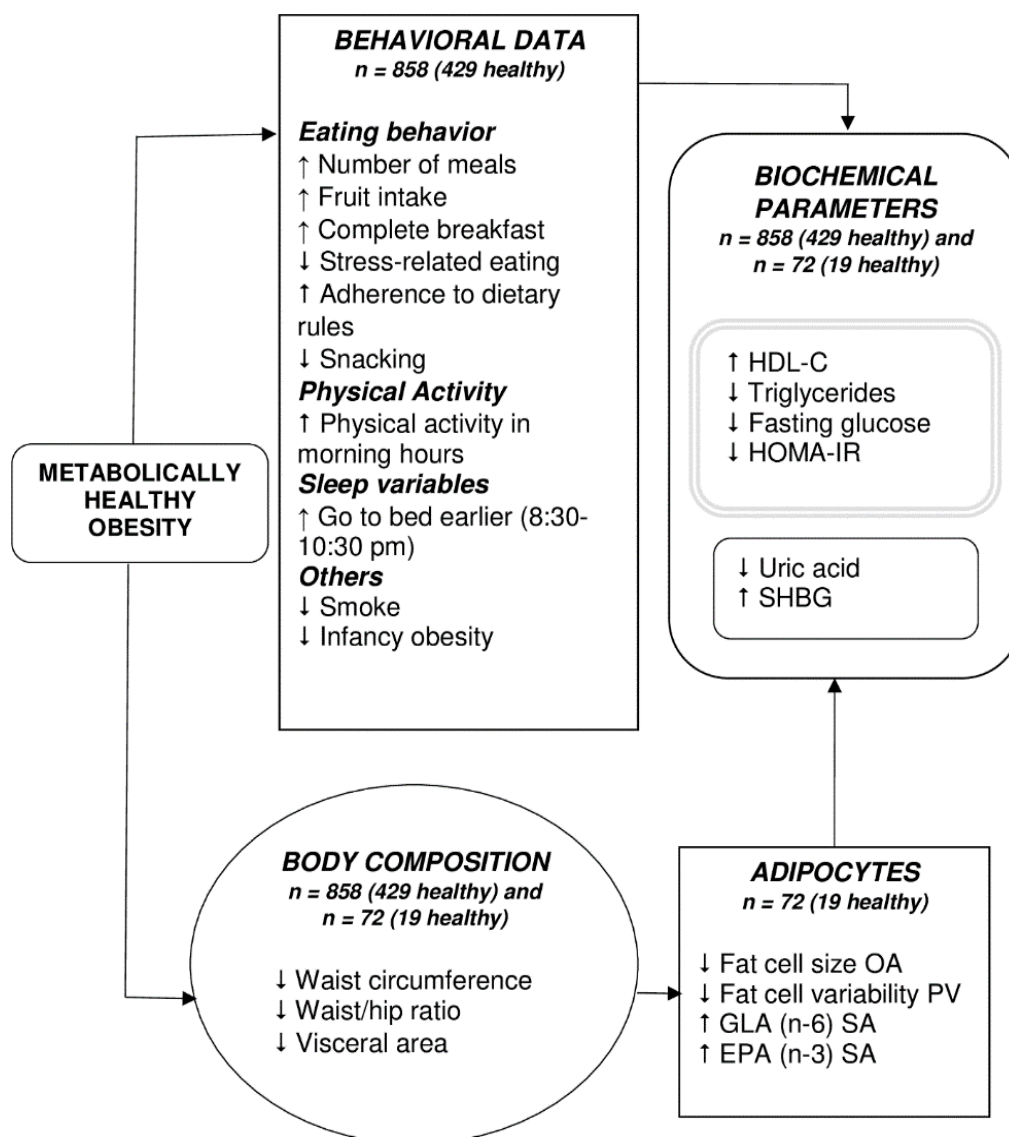 BEHAVIORAL DATA
n = 858 (429 healthy)
Eating behavior
↑ Number of meals
↑ Fruit intake
↑ Complete breakfast
↓ Stress-related eating
↑ Adherence to dietary
rules
↓ Snacking
Physical Activity
↑ Physical activity in
morning hours
Sleep variables
↑ Go to bed earlier (8:30-
10:30 pm)
Others
↓ Smoke
↓ Infancy obesity
METABOLICALLY
HEALTHY
OBESITY
BIOCHEMICAL
PARAMETERS
n = 858 (429 healthy) and
n = 72 (19 healthy)
↑ HDL-C
↓ Triglycerides
↓ Fasting glucose
↓ HOMA-IR
↓ Uric acid
↑ SHBG
BODY COMPOSITION
n = 858 (429 healthy) and
n = 72 (19 healthy)
↓ Waist circumference
↓ Waist/hip ratio
↓ Visceral area
ADIPOCYTES
n = 72 (19 healthy)
↓ Fat cell size OA
↓ Fat cell variability PV
↑ GLA (n-6) SA
↑ EPA (n-3) SA